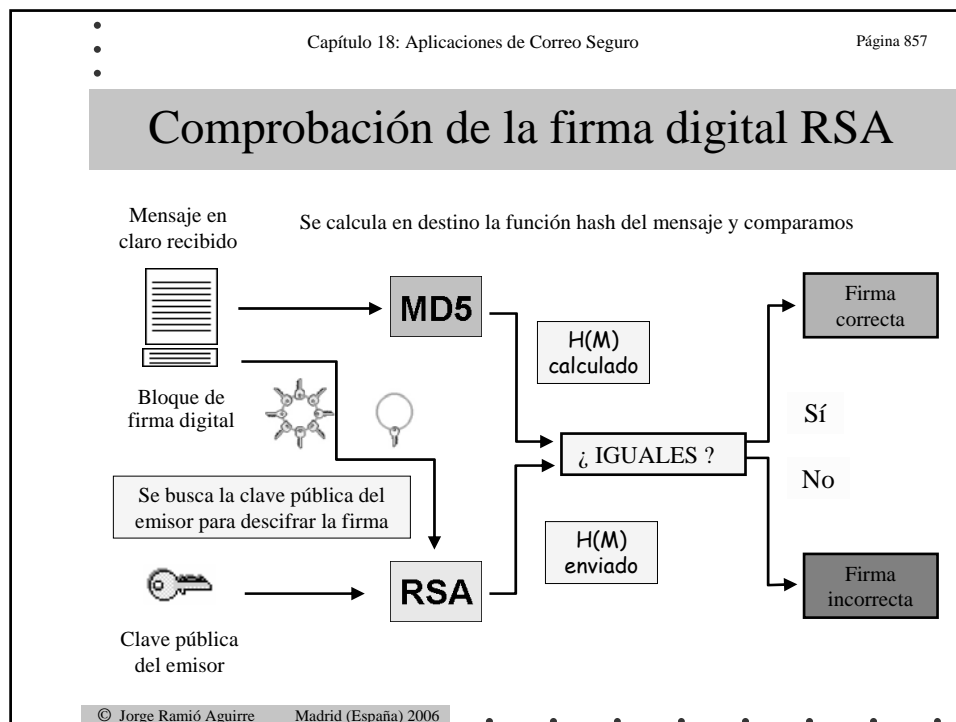 Capítulo 18: Aplicaciones de Correo Seguro
Página 857
Comprobación de la firma digital RSA
Mensaje en
claro recibido
Se calcula en destino la función hash del mensaje y comparamos
MD5
Firma
correcta
H(M)
calculado
Bloque de
firma digital
Sí
¿ IGUALES ?
No
Se busca la clave pública del
emisor para descifrar la firma
H(M)
enviado
RSA
Firma
incorrecta
Clave pública
del emisor
© Jorge Ramió Aguirre Madrid (España) 2006